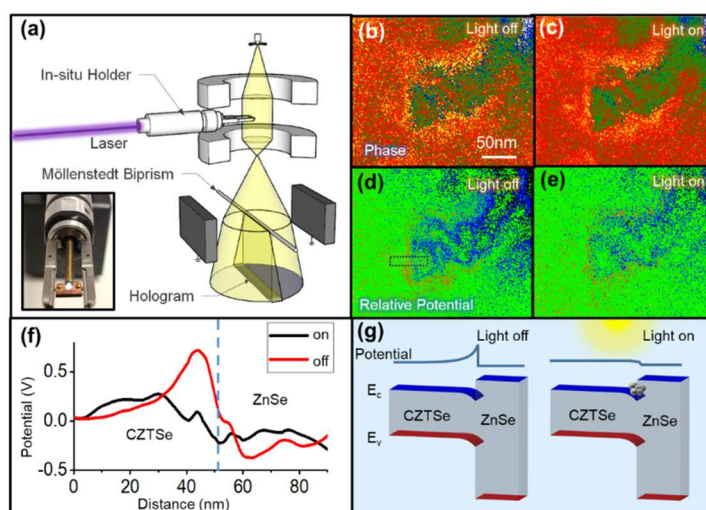 (a)
In-situ Holder
Laser
Möllenstedt Biprism
Hologram
(b)
Light off
Phase
50nm
(c)
Light on
(d)
Light off
Relative Potential
(e)
Light on
(f)
on
off
0.5
0.0
-0.5
Potential (V)
CZTSe
ZnSe
0 20 40 60 80
Distance (nm)
(g)
Light off
Light on
Potential
Ec
CZTSe
ZnSe
Ev
CZTSe
ZnSe